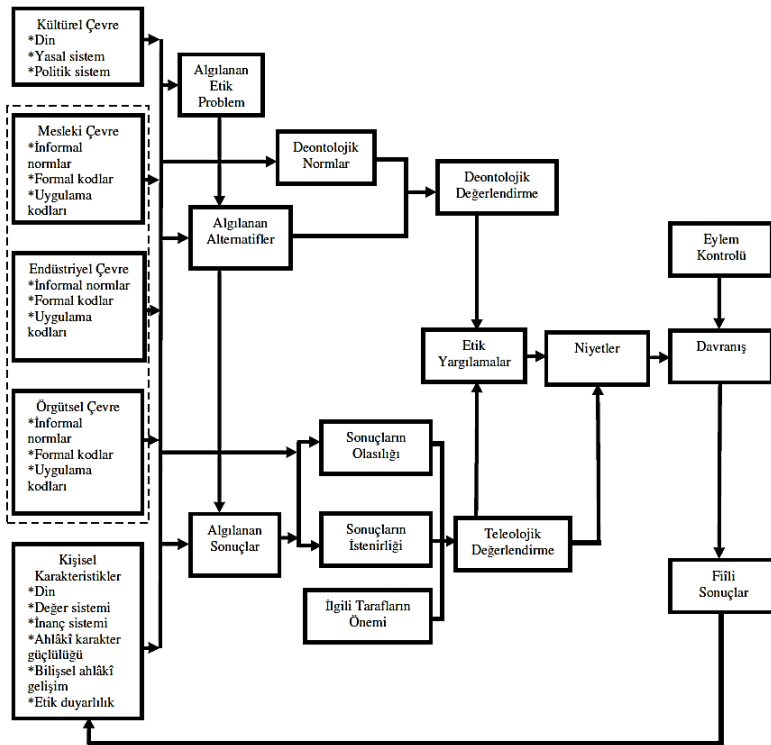 Kültürel Çevre
*Din
*Yasal sistem
*Politik sistem
Algılanan
Etik
Problem
Mesleki Çevre
*İnformal
normlar
*Formal kodlar
*Uygulama
kodları
Deontolojik
Normlar
Deontolojik
Değerlendirme
Algılanan
Alternatifler
Eylem
Kontrolü
Endüstriyel Çevre
*İnformal normlar
*Formal kodlar
*Uygulama
kodları
Etik
Yargılamalar
Niyetler
Davranış
Örgütsel Çevre
*İnformal
normlar
*Formal kodlar
*Uygulama
kodları
Sonuçların
Olasılığı
Algılanan
Sonuçlar
Sonuçların
İstenirliği
Teleolojik
Değerlendirme
İlgili Tarafların
Önemi
Fiîli
Sonuçlar
Kişisel
Karakteristikler
*Din
*Değer sistemi
*İnanç sistemi
*Ahlâkî karakter
güçlülüğü
*Bilişsel ahlâkî
gelişim
*Etik duyarlılık